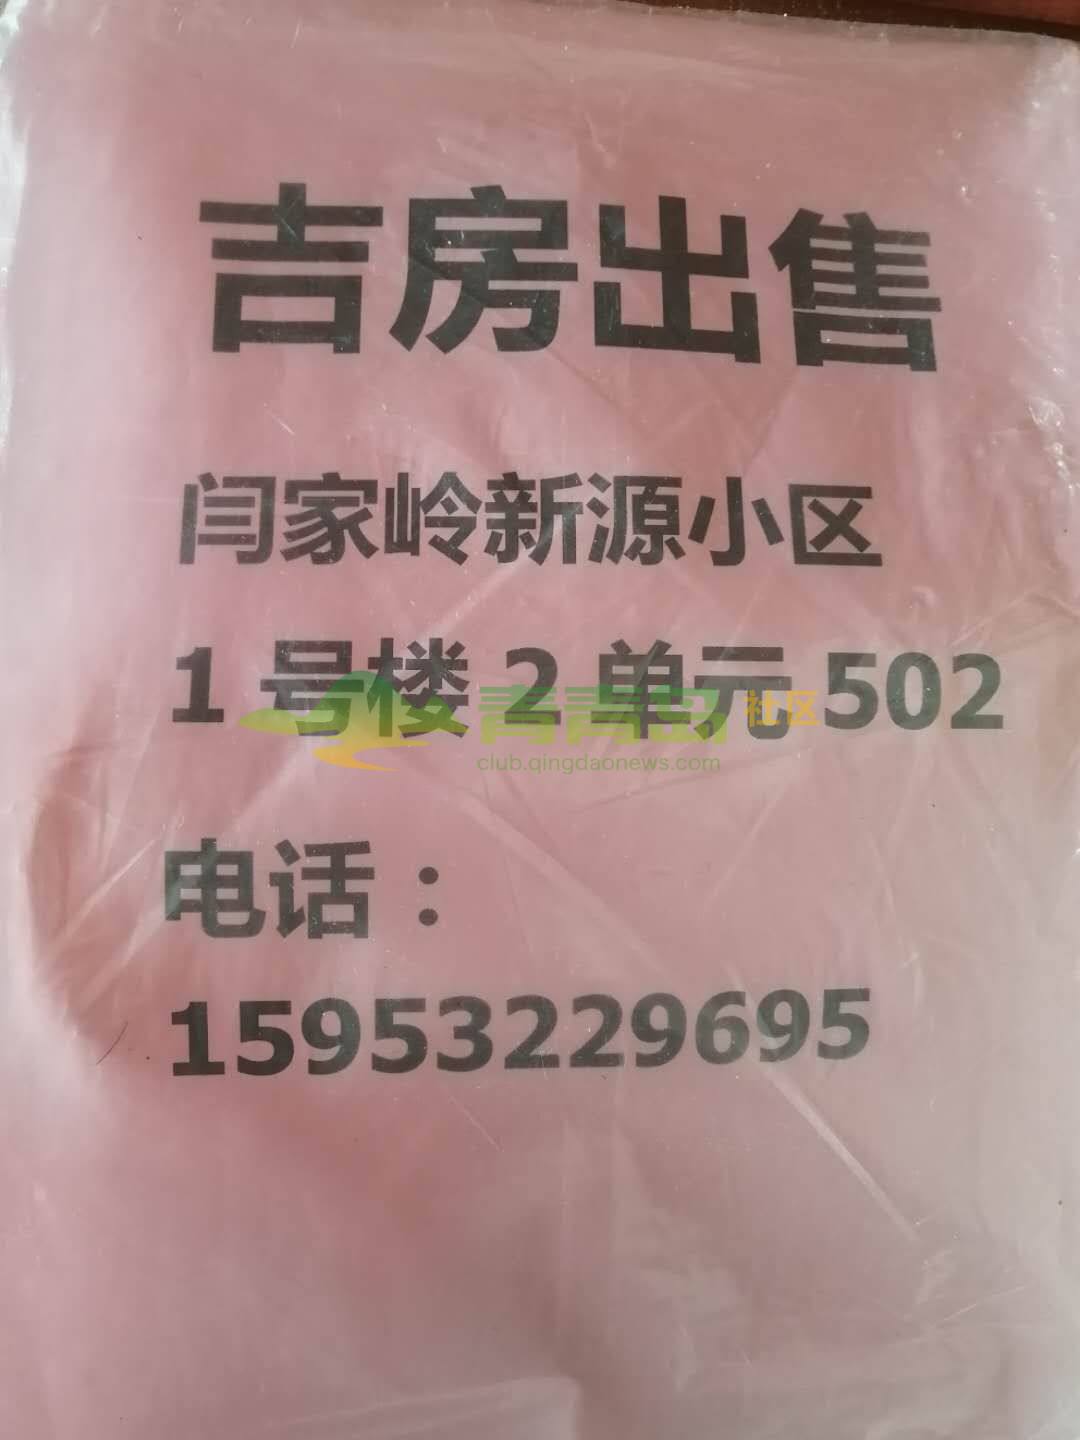 吉房出售
闫家岭新源小区
1号楼2单元502
青青岛社区
club.qingdaonews.com
电话：
15953229695